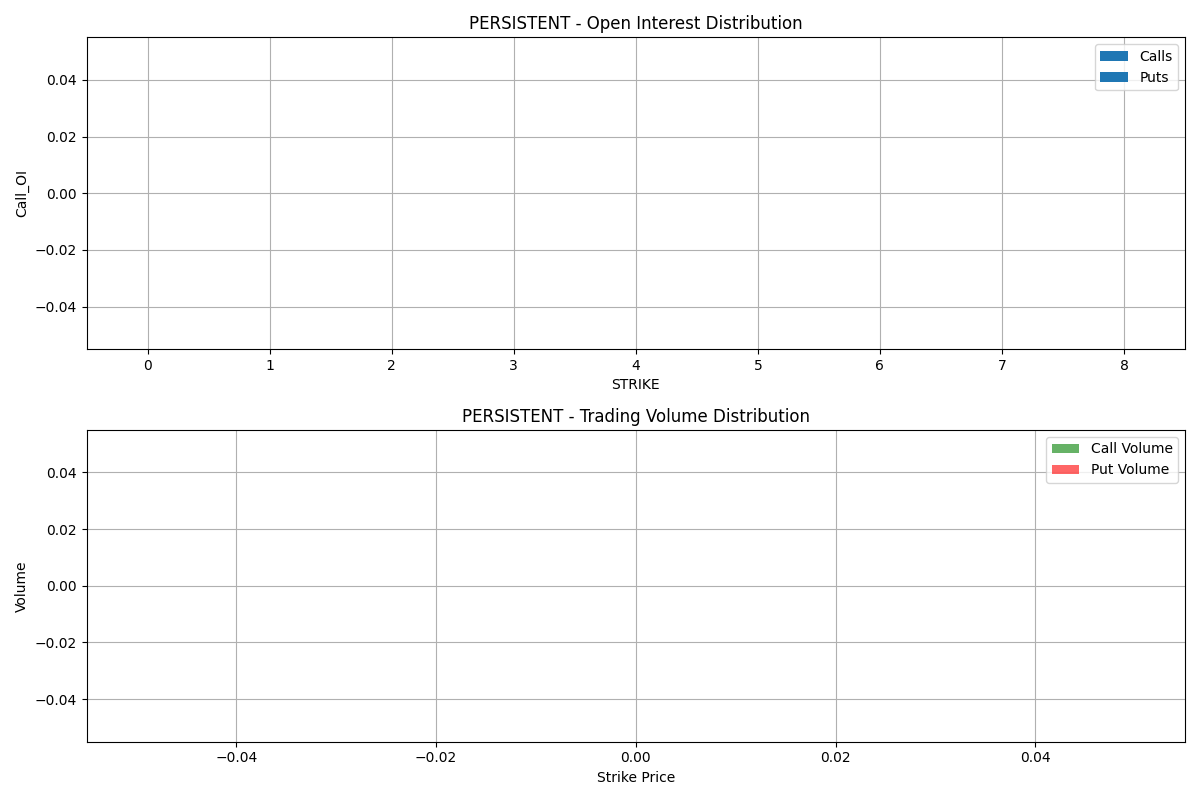 PERSISTENT - Open Interest Distribution
Calls
Puts
0.04
0.02
0.00
−0.02
−0.04
Call_OI
0 1 2 3 4 5 6 7 8
STRIKE
PERSISTENT - Trading Volume Distribution
Call Volume
Put Volume
0.04
0.02
0.00
−0.02
−0.04
Volume
−0.04 −0.02 0.00 0.02 0.04
Strike Price